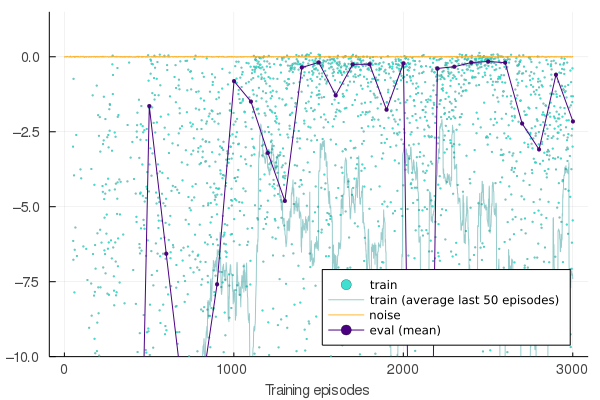 0.0
−2.5
−5.0
−7.5
−10.0
train
train (average last 50 episodes)
noise
eval (mean)
0 1000 2000 3000
Training episodes